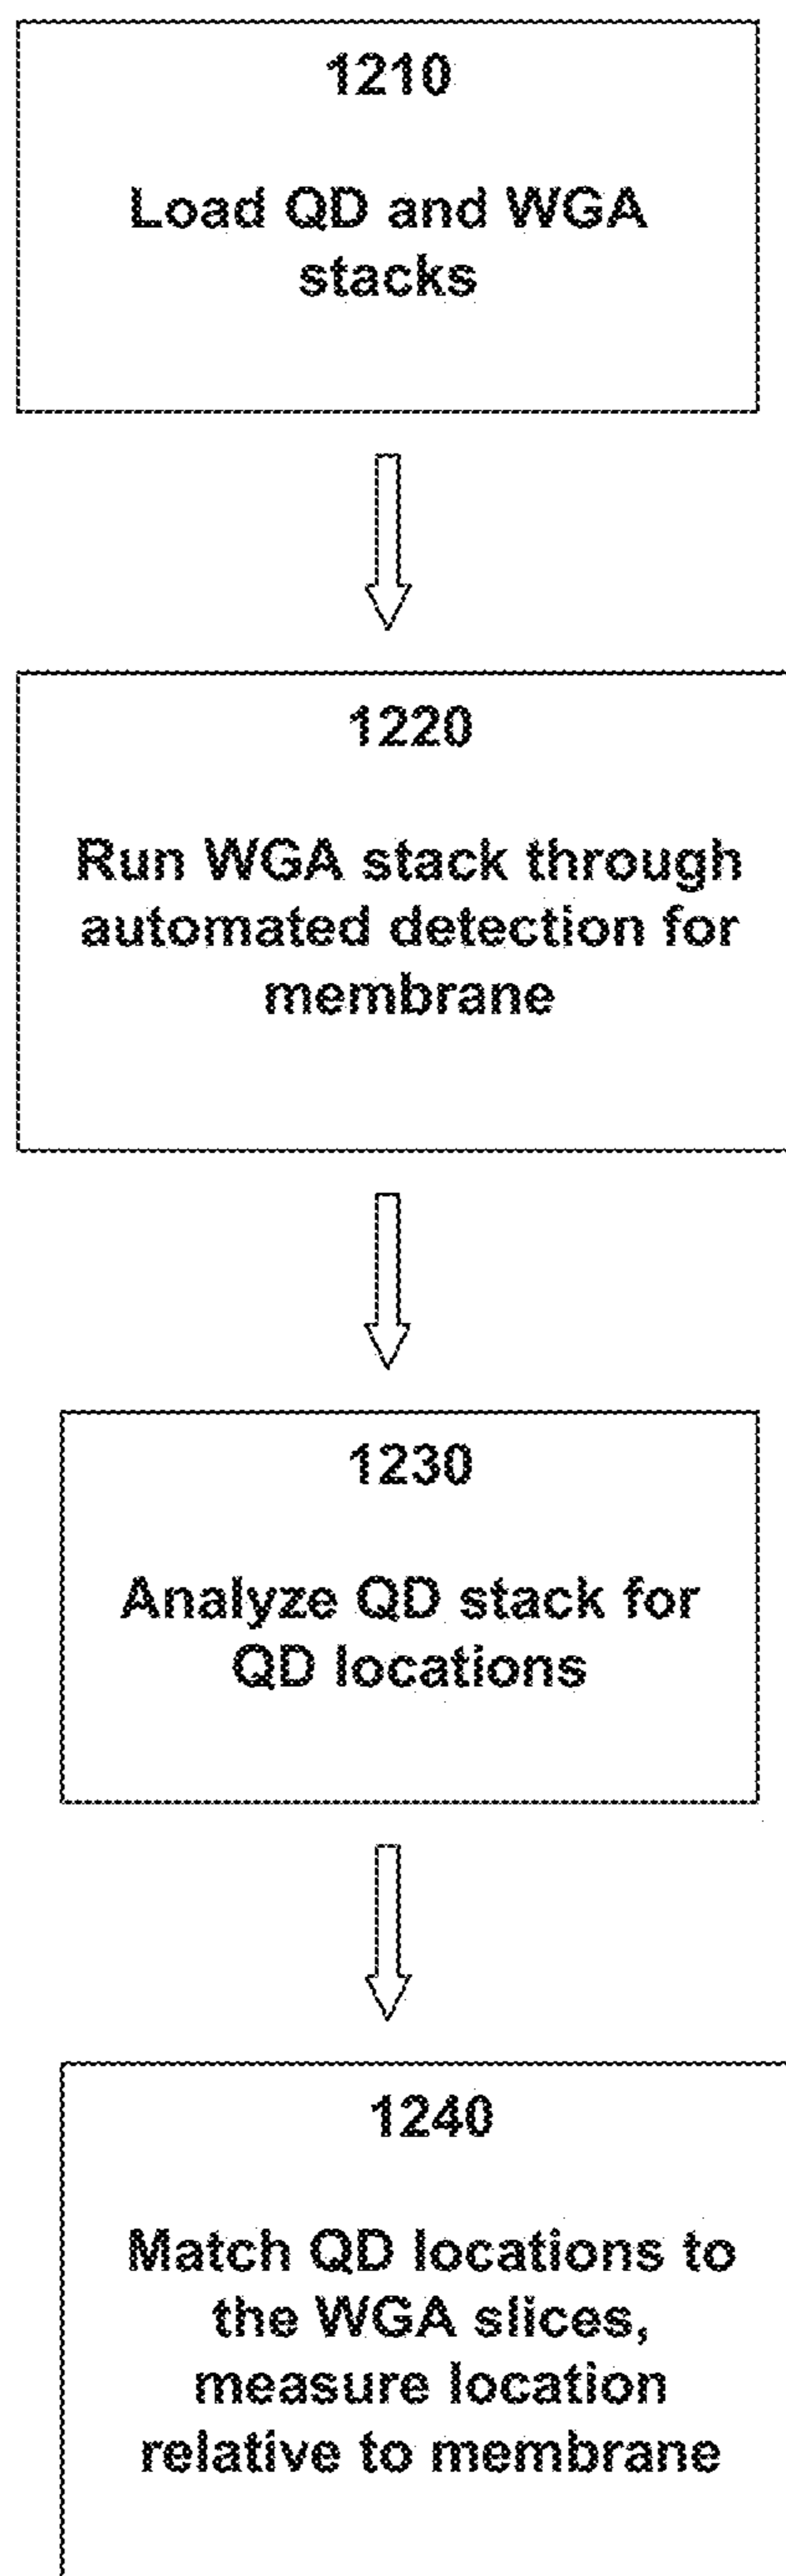 1210
Load QD and WGA
stacks
1220
Run WGA stack through
automated detection for
membrane
1230
Analyze QD stack for
QD locations
1240
Match QD locations to
the WGA slices,
measure location
relative to membrane